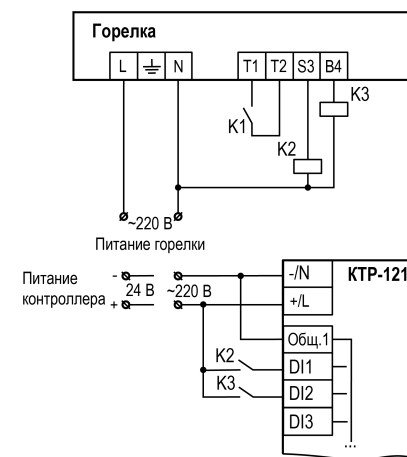 Горелка
L N T1 T2 S3 B4
K1
K2
K3
~220 В
Питание горелки
Питание контроллера
- 24 В ~220 В
+
-/N
+/L
КТР-121
Общ.1
K2 DI1
K3 DI2
DI3
...